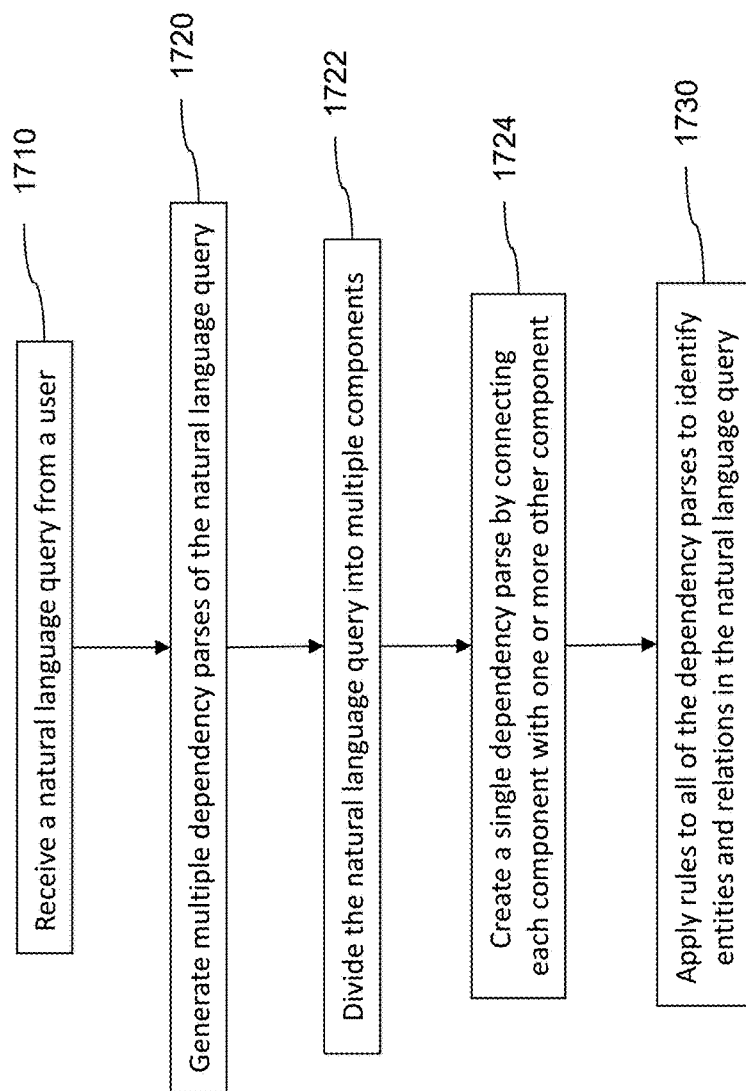 Receive a natural language query from a user
1710
Generate multiple dependency parses of the natural language query
1720
Divide the natural language query into multiple components
1722
Create a single dependency parse by connecting
each component with one or more other component
1724
Apply rules to all of the dependency parses to identify
entities and relations in the natural language query
1730